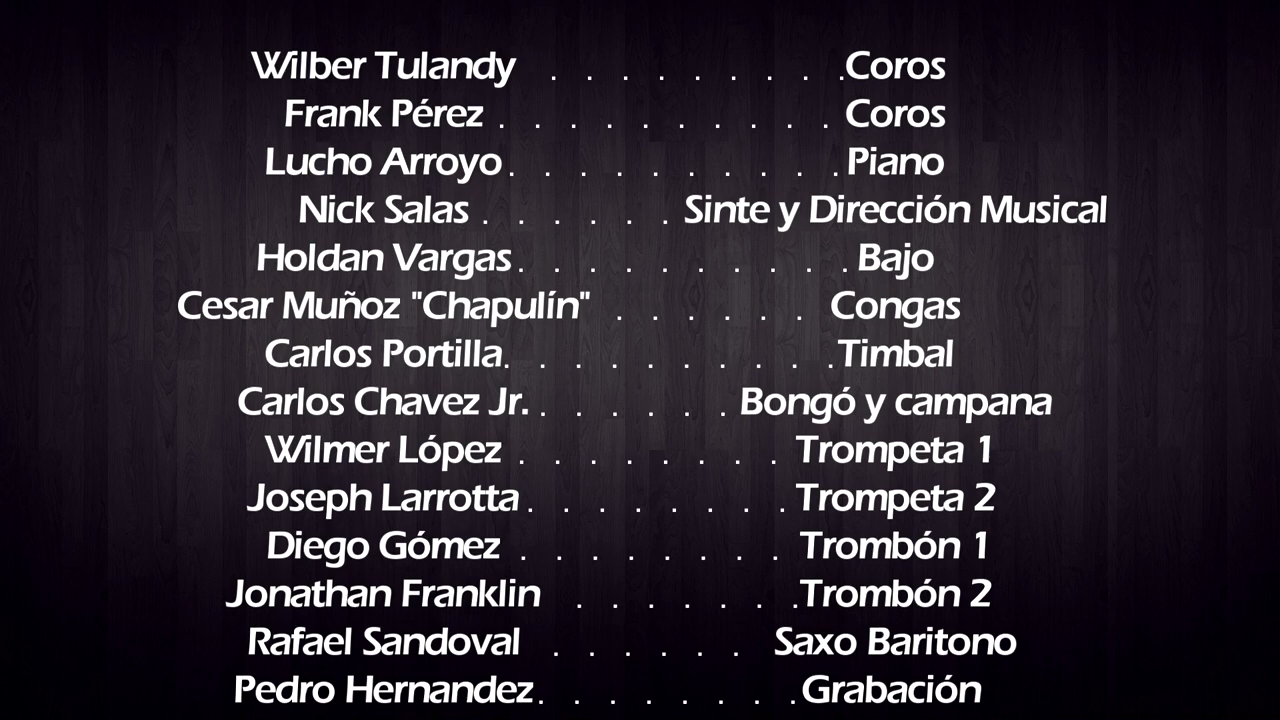 Wilber Tulandy . . . . . . . . .Coros
Frank Pérez . . . . . . . . . . Coros
Lucho Arroyo. . . . . . . . . .Piano
Nick Salas . . . . . . Sinte y Dirección Musical
Holdan Vargas. . . . . . . . . .Bajo
Cesar Muñoz "Chapulín" . . . . . . Congas
Carlos Portilla. . . . . . . . . .Timbal
Carlos Chavez Jr. . . . . . .Bongó y campana
Wilmer López . . . . . . . . Trompeta 1
Joseph Larrotta. . . . . . . .Trompeta 2
Diego Gómez . . . . . . . . Trombón 1
Jonathan Franklin . . . . . . .Trombón 2
Rafael Sandoval . . . . . . Saxo Baritono
Pedro Hernandez. . . . . . . .Grabación